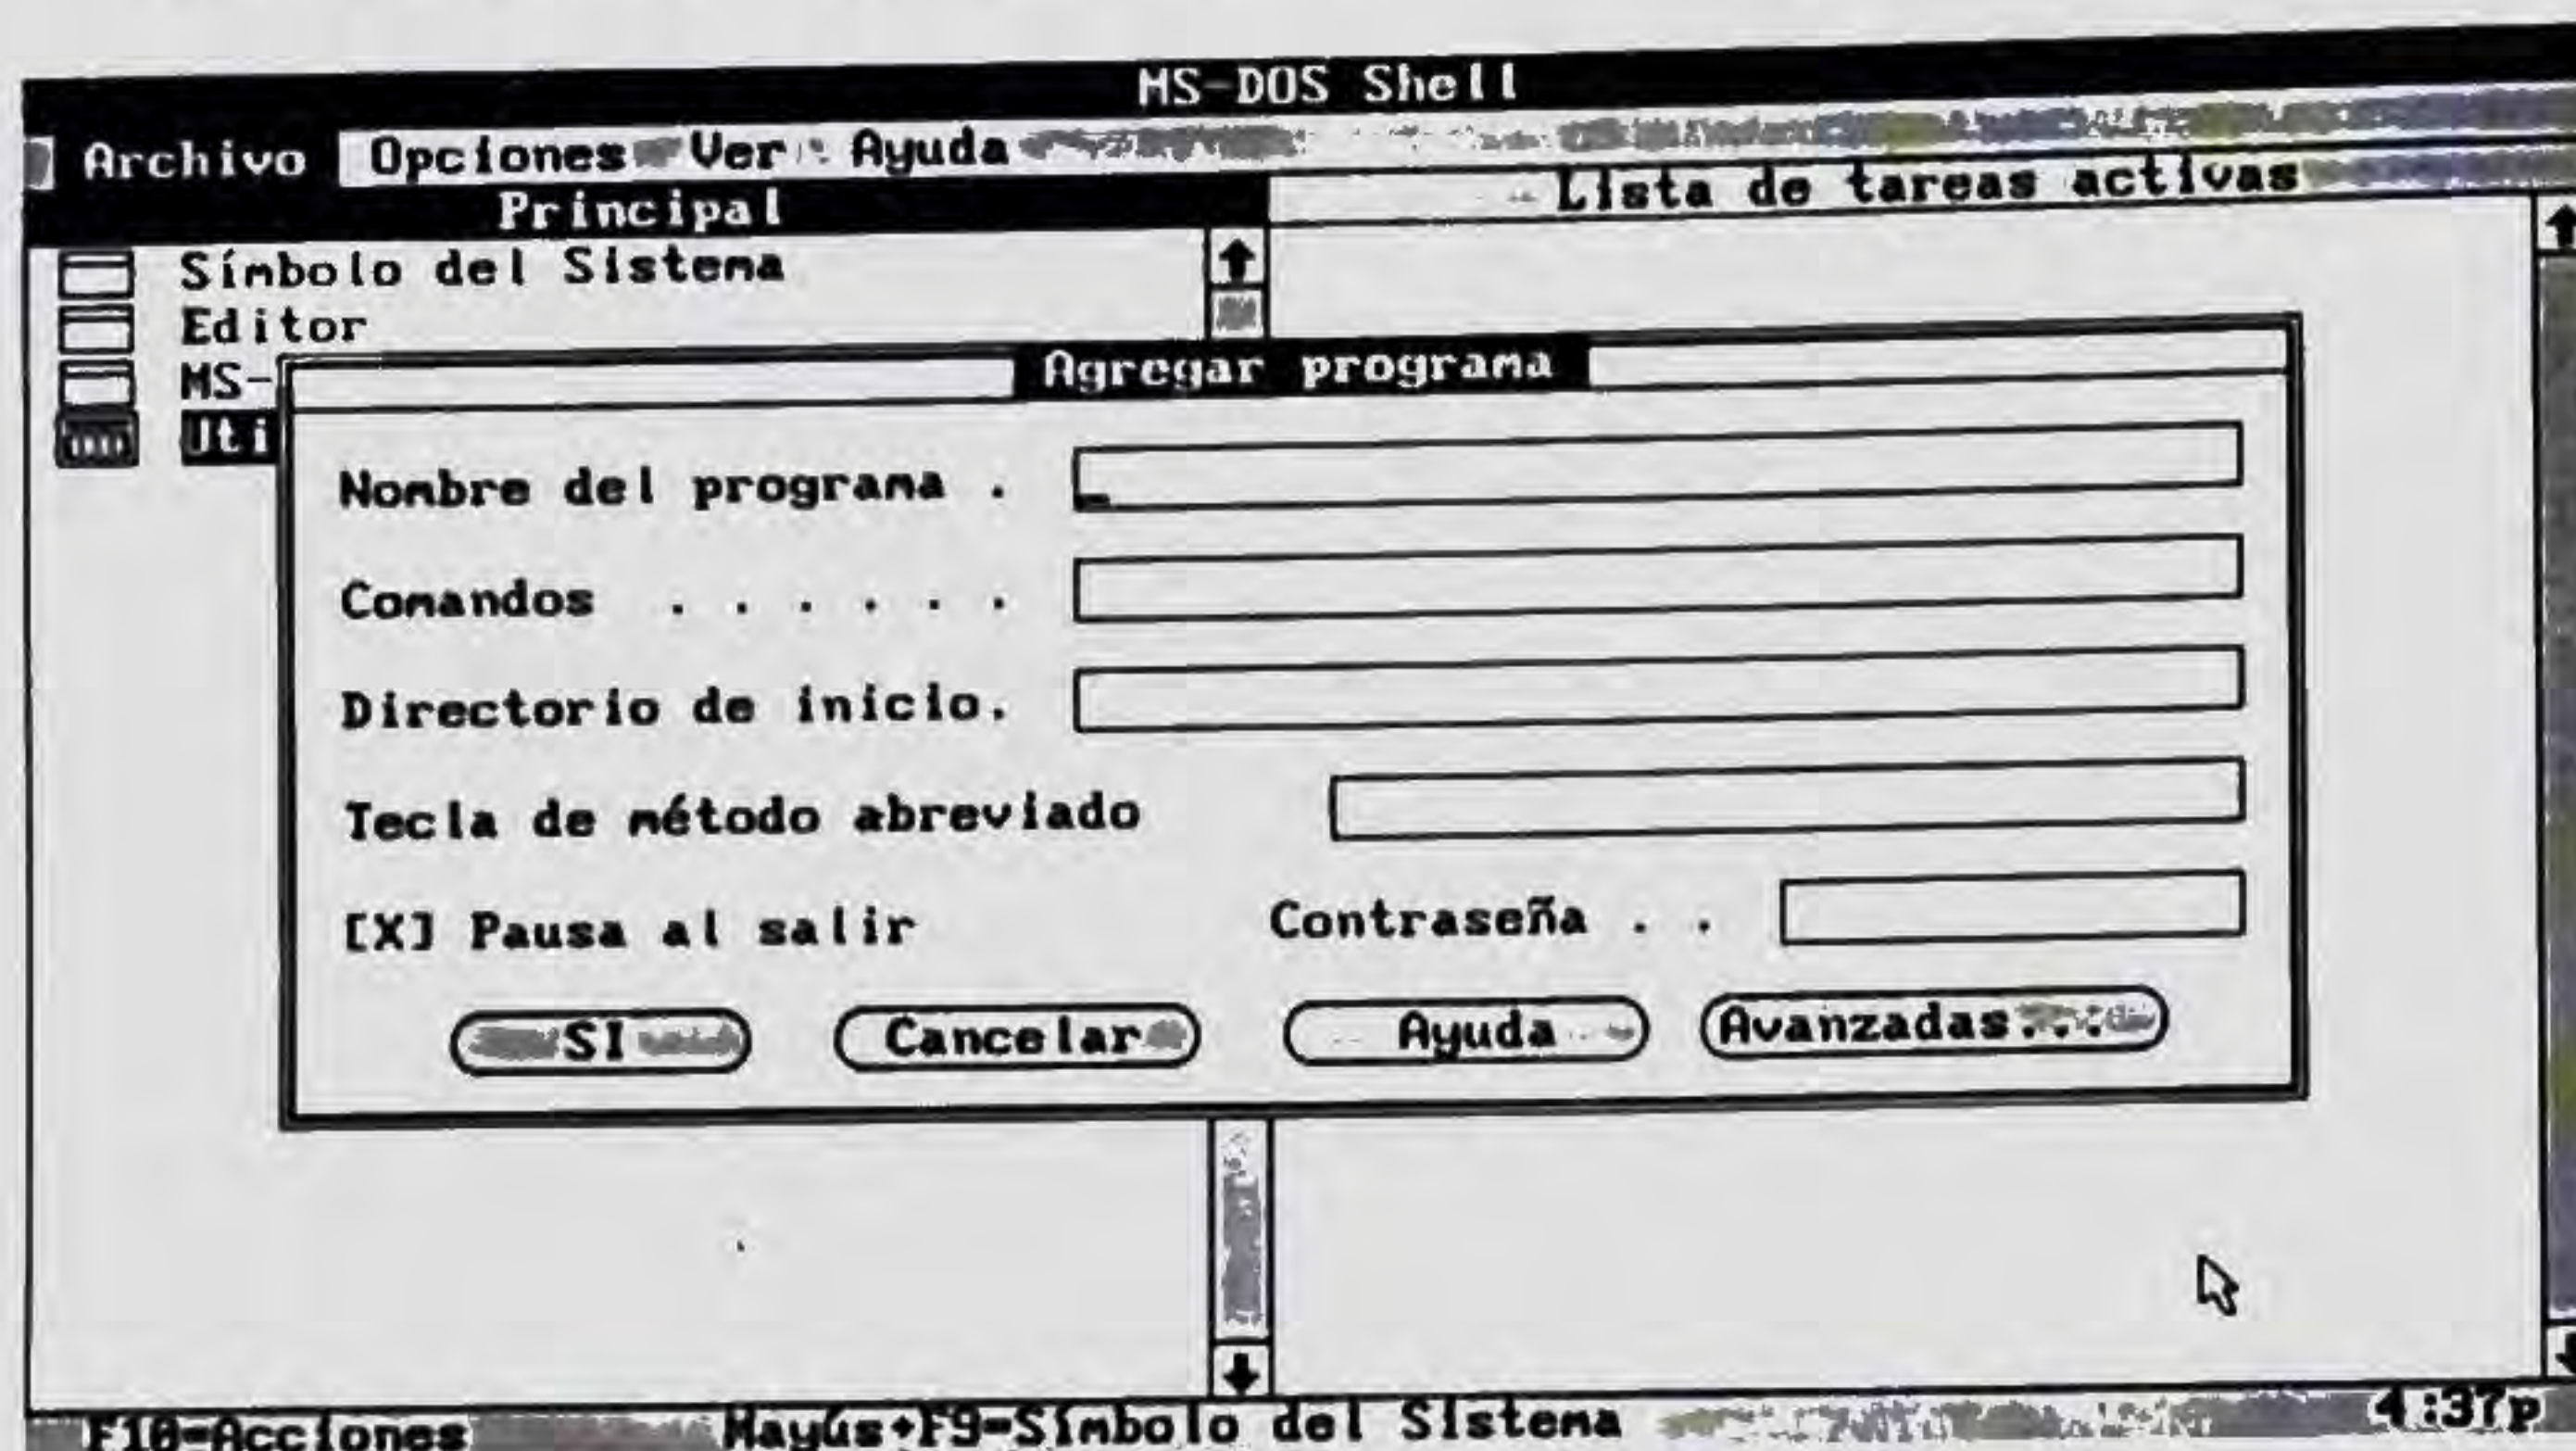 MS-DOS Shell
Archivo Opciones Ver Ayuda
Principal
Lista de tareas activas
Símbolo del Sistema
Editor
MS-
Uti
Agregar programa
Nombre del programa .
Comandos . . . . . .
Directorio de inicio.
Tecla de método abreviado
[X] Pausa al salir
Contraseña . .
SI Cancelar Ayuda Avanzadas...
F10=Acciones Mayús+F9=Símbolo del Sistema 4:37p